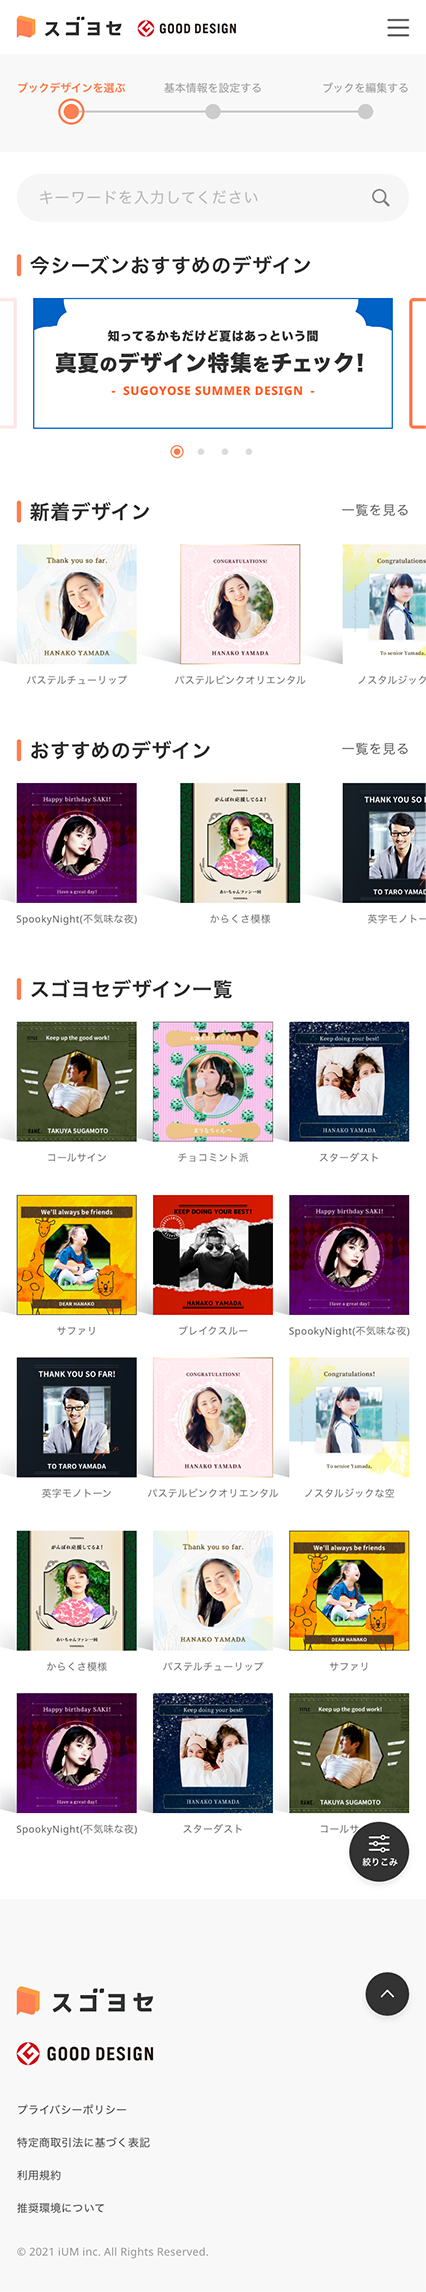 スゴヨセ GOOD DESIGN
ブックデザインを選ぶ 基本情報を設定する ブックを編集する
キーワードを入力してください
今シーズンおすすめのデザイン
知ってるかもだけど夏はあっという間
真夏のデザイン特集をチェック!
- SUGOYOSE SUMMER DESIGN -
新着デザイン 一覧を見る
Thank you so far. CONGRATULATIONS! Congratulations
HANAKO YAMADA HANAKO YAMADA To senior Yamada.
パステルチューリップ パステルピンクオリエンタル ノスタルジック
おすすめのデザイン 一覧を見る
Happy birthday SAKI! がんばれ応援してるよ! THANK YOU SO
Have a great day! あいちゃんファン一同 TO TARO YAMAD
SpookyNight(不気味な夜) からくさ模様 英字モノトー
スゴヨセデザイン一覧
TITLE Keep up the good work! Keep doing your best!
NAME TAKUYA SUGAMOTO まりなちゃんへ HANAKO YAMADA
コールサイン チョコミント派 スターダスト
We'll always be friends KEEP DOING YOUR BEST! Happy birthday SAKI!
DEAR HANAKO HANAKO YAMADA Have a great day!
サファリ ブレイクスルー SpookyNight(不気味な夜)
THANK YOU SO FAR! CONGRATULATIONS! Congratulations!
TO TARO YAMADA HANAKO YAMADA To senior Yamada.
英字モノトーン パステルピンクオリエンタル ノスタルジックな空
がんばれ応援してるよ! Thank you so far. We'll always be friends
あいちゃんファン一同 HANAKO YAMADA DEAR HANAKO
からくさ模様 パステルチューリップ サファリ
Happy birthday SAKI! Keep doing your best! TITLE Keep up the good work!
Have a great day! HANAKO YAMADA NAME TAKUYA SUGAMOTO
SpookyNight(不気味な夜) スターダスト コールサ
絞りこみ
スゴヨセ
GOOD DESIGN
プライバシーポリシー
特定商取引法に基づく表記
利用規約
推奨環境について
© 2021 iUM inc. All Rights Reserved.